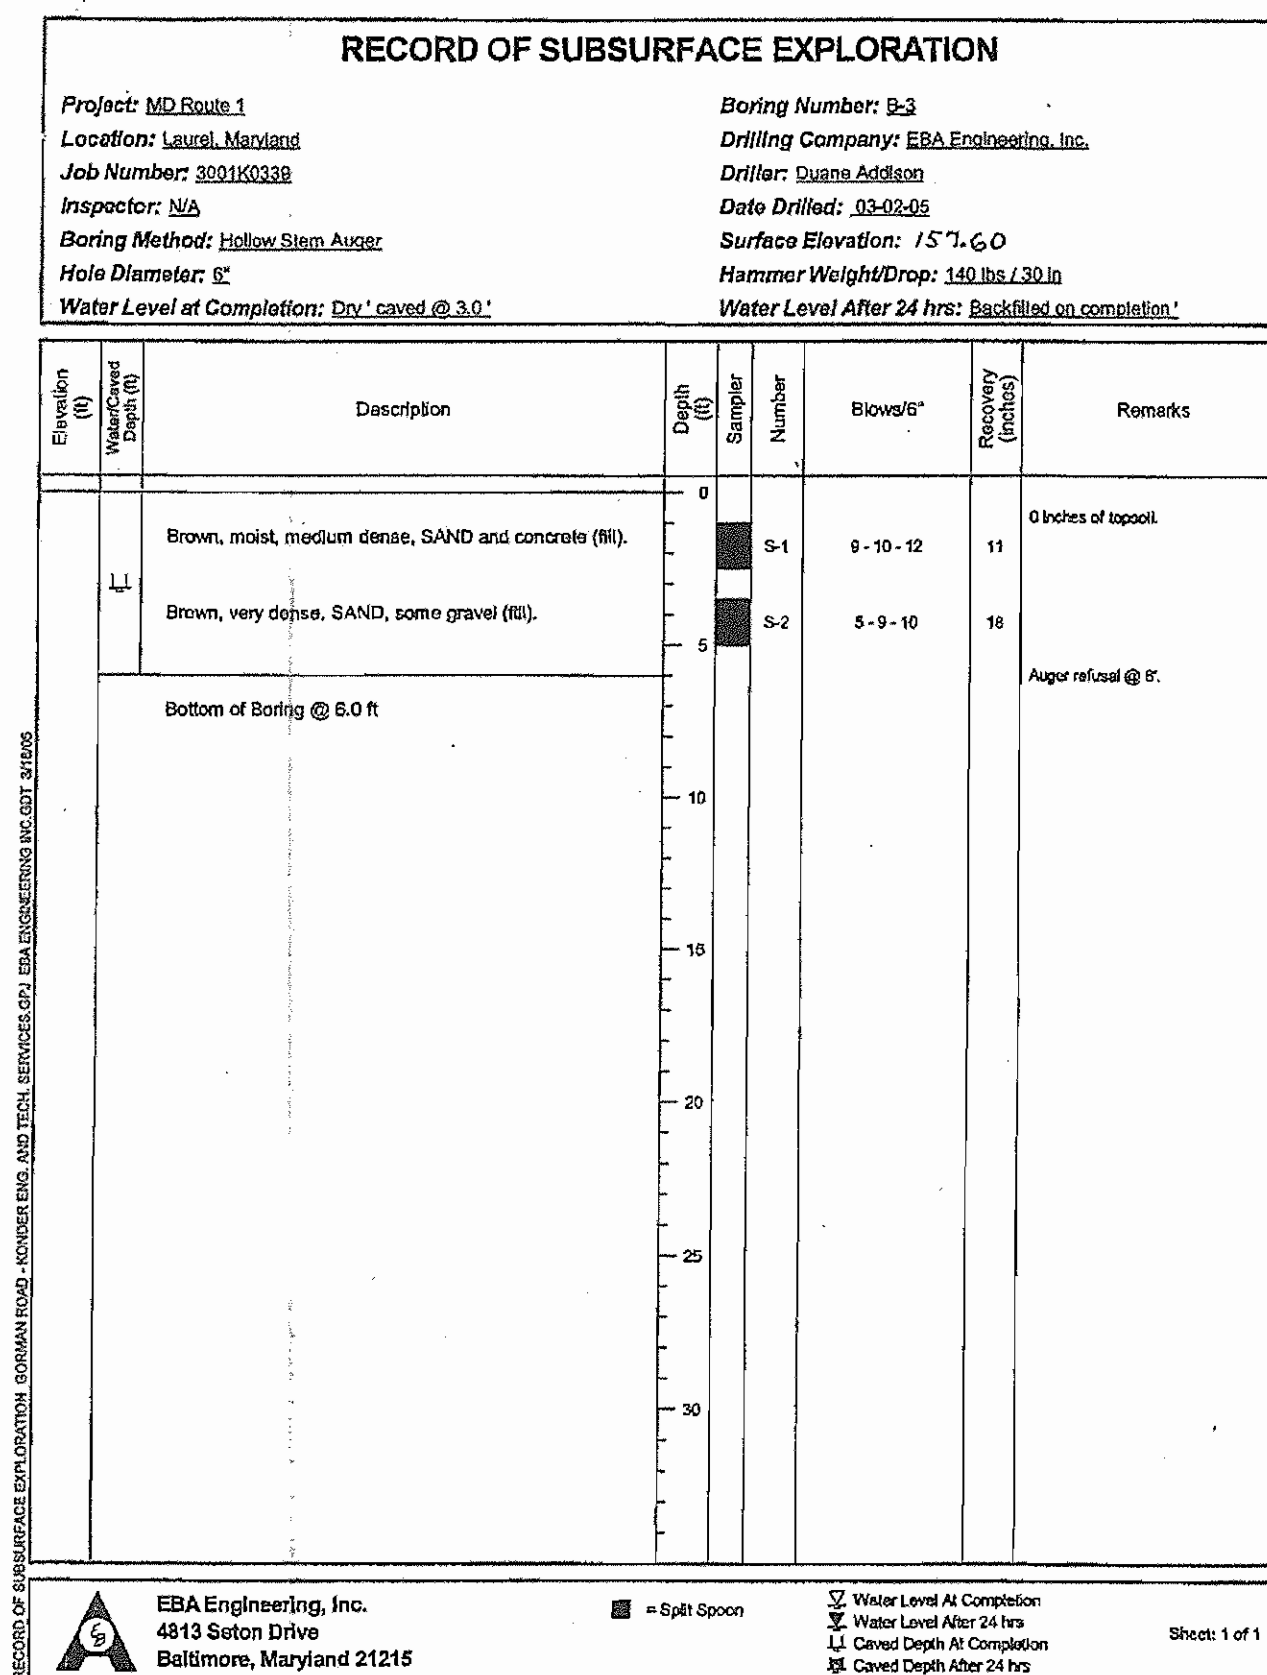 RECORD OF SUBSURFACE EXPLORATION
Project: MD Route 1
Location: Laurel, Maryland
Job Number: 3001K0339
Inspector: N/A
Boring Method: Hollow Stem Auger
Hole Diameter: 6"
Water Level at Completion: Dry ' caved @ 3.0 '
Boring Number: B-3
Drilling Company: EBA Engineering, Inc.
Driller: Duane Addison
Date Drilled: 03-02-05
Surface Elevation: 157.60
Hammer Weight/Drop: 140 lbs / 30 in
Water Level After 24 hrs: Backfilled on completion '
Elevation (ft)
Water/Caved Depth (ft)
Description
Depth (ft)
Sampler
Number
Blows/6"
Recovery (inches)
Remarks
0
0 inches of topsoil.
Brown, moist, medium dense, SAND and concrete (fill).
S-1
9 - 10 - 12
11
Brown, very dense, SAND, some gravel (fill).
S-2
5 - 9 - 10
18
5
Auger refusal @ 6'.
Bottom of Boring @ 6.0 ft
10
15
20
25
30
RECORD OF SUBSURFACE EXPLORATION GORMAN ROAD - KONDER ENG. AND TECH. SERVICES.GPJ EBA ENGINEERING INC.GDT 3/18/05
EBA Engineering, Inc.
4813 Seton Drive
Baltimore, Maryland 21215
= Split Spoon
Water Level At Completion
Water Level After 24 hrs
Caved Depth At Completion
Caved Depth After 24 hrs
Sheet: 1 of 1